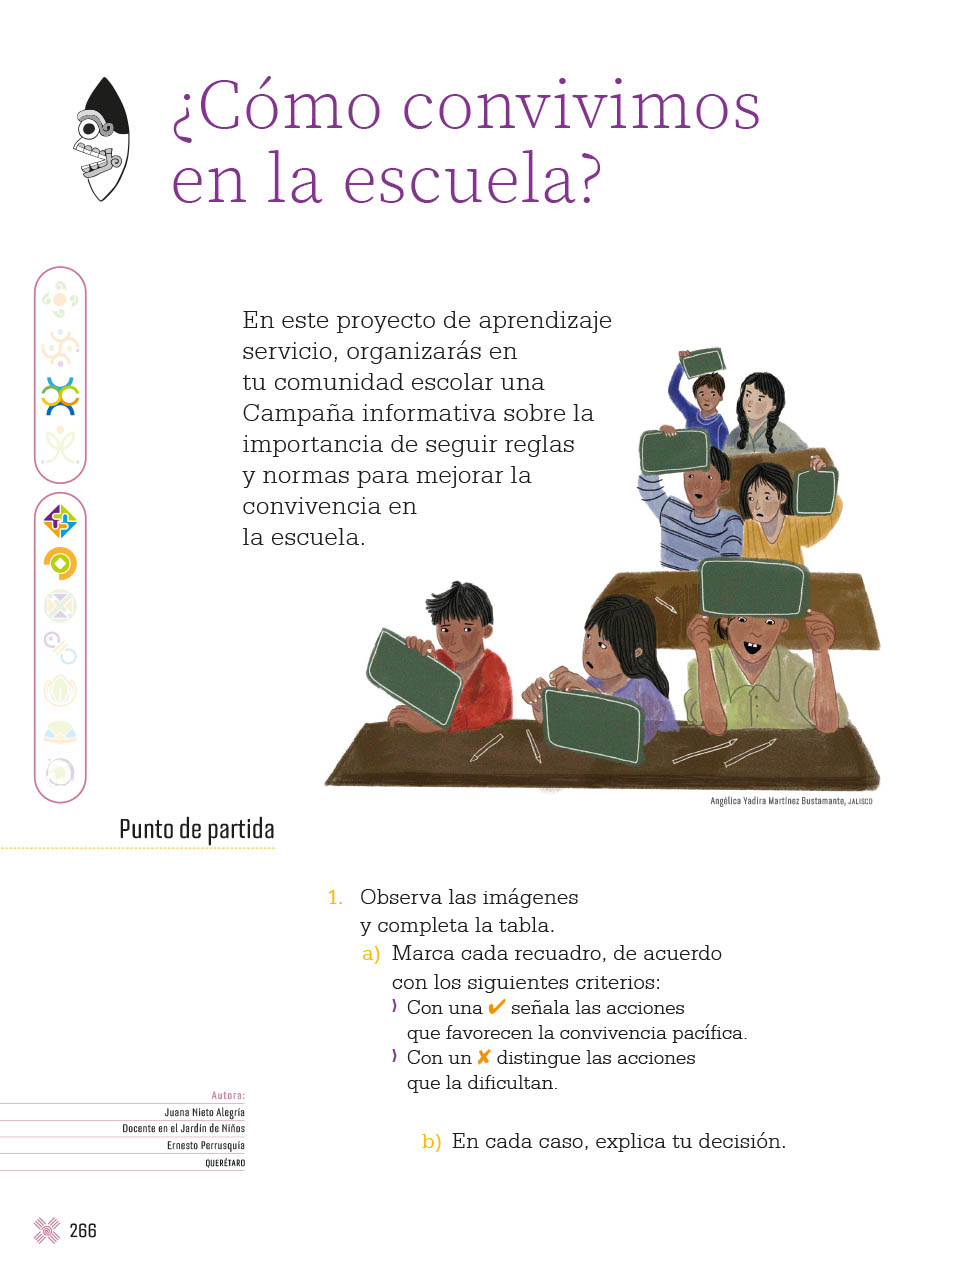 ¿Cómo convivimos
en la escuela?
En este proyecto de aprendizaje
servicio, organizarás en
tu comunidad escolar una
Campaña informativa sobre la
importancia de seguir reglas
y normas para mejorar la
convivencia en
la escuela.
Angélica Yadira Martínez Bustamante, JALISCO
Punto de partida
1. Observa las imágenes
y completa la tabla.
a) Marca cada recuadro, de acuerdo
con los siguientes criterios:
Con una ✔ señala las acciones
que favorecen la convivencia pacífica.
Con un ✘ distingue las acciones
que la dificultan.
b) En cada caso, explica tu decisión.
Autora:
Juana Nieto Alegría
Docente en el Jardín de Niños
Ernesto Perrusquía
QUERÉTARO
266